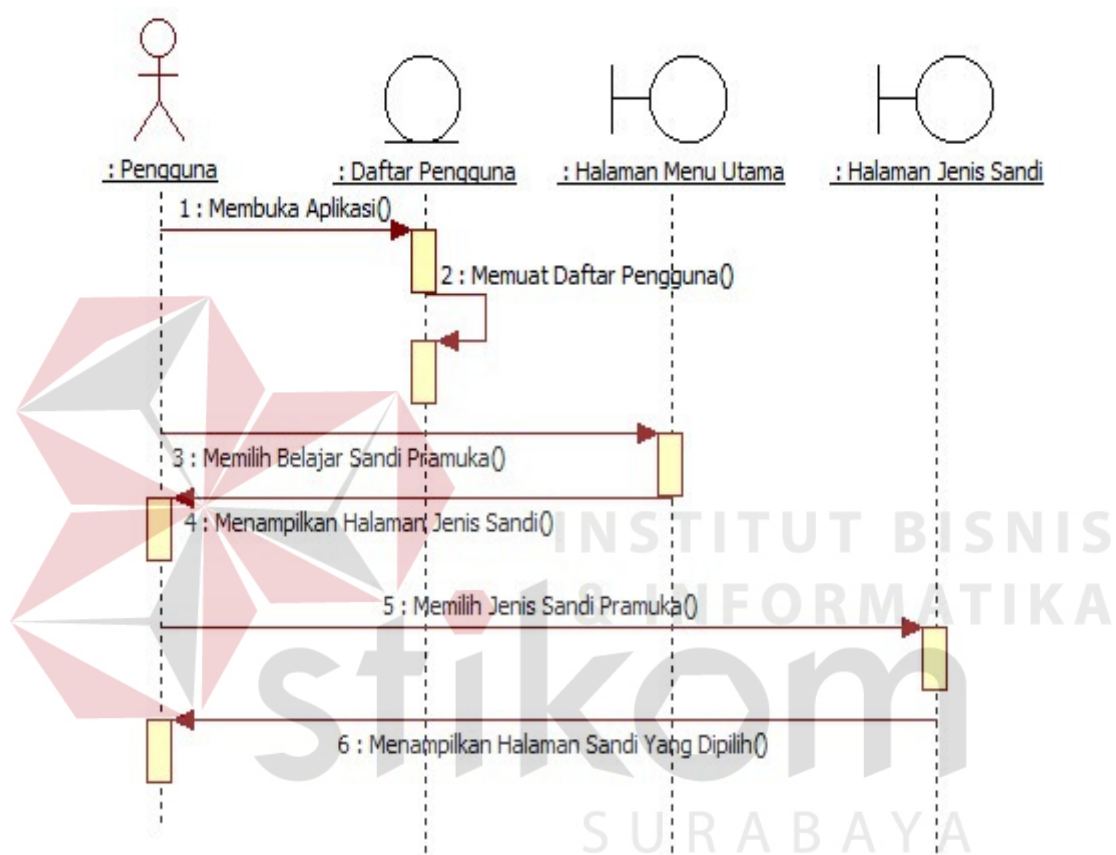 : Pengguna
: Daftar Pengguna
: Halaman Menu Utama
: Halaman Jenis Sandi
1 : Membuka Aplikasi()
2 : Memuat Daftar Pengguna()
3 : Memilih Belajar Sandi Pramuka()
4 : Menampilkan Halaman Jenis Sandi()
5 : Memilih Jenis Sandi Pramuka()
6 : Menampilkan Halaman Sandi Yang Dipilih()
INSTITUT BISNIS
& INFORMATIKA
stikom
SURABAYA